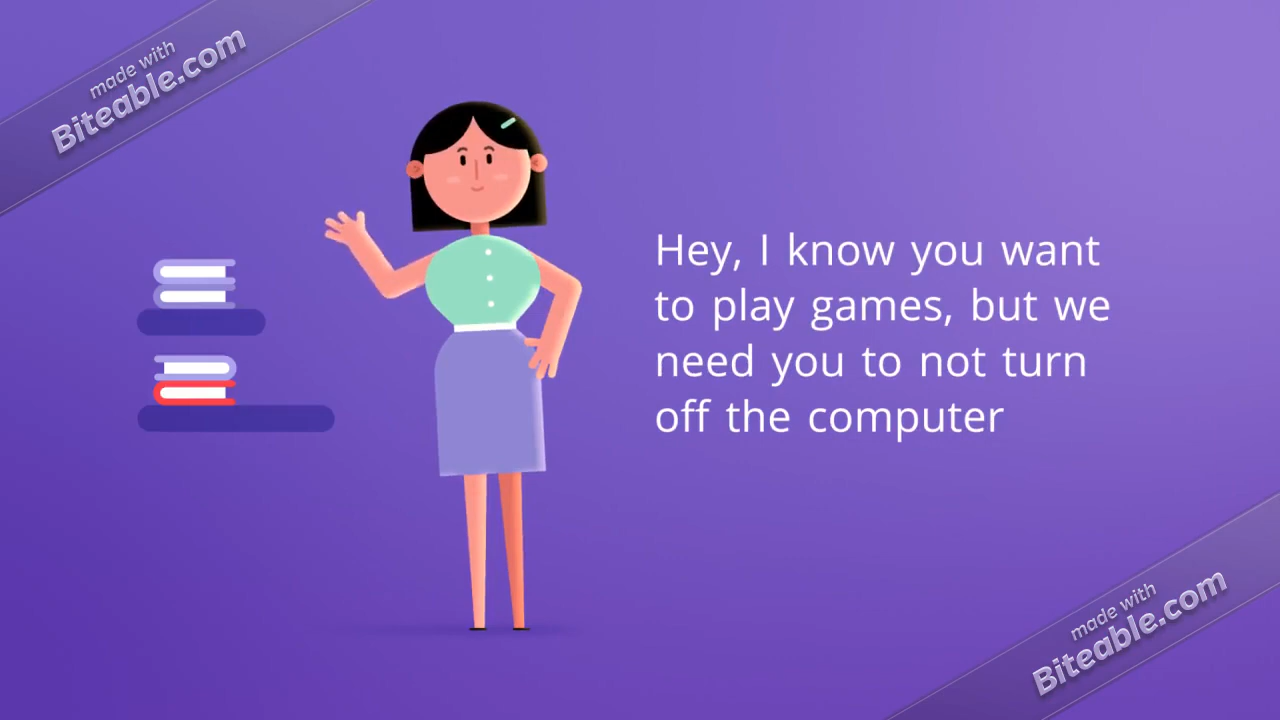 made with
Biteable.com
Hey, I know you want
to play games, but we
need you to not turn
off the computer
made with
Biteable.com